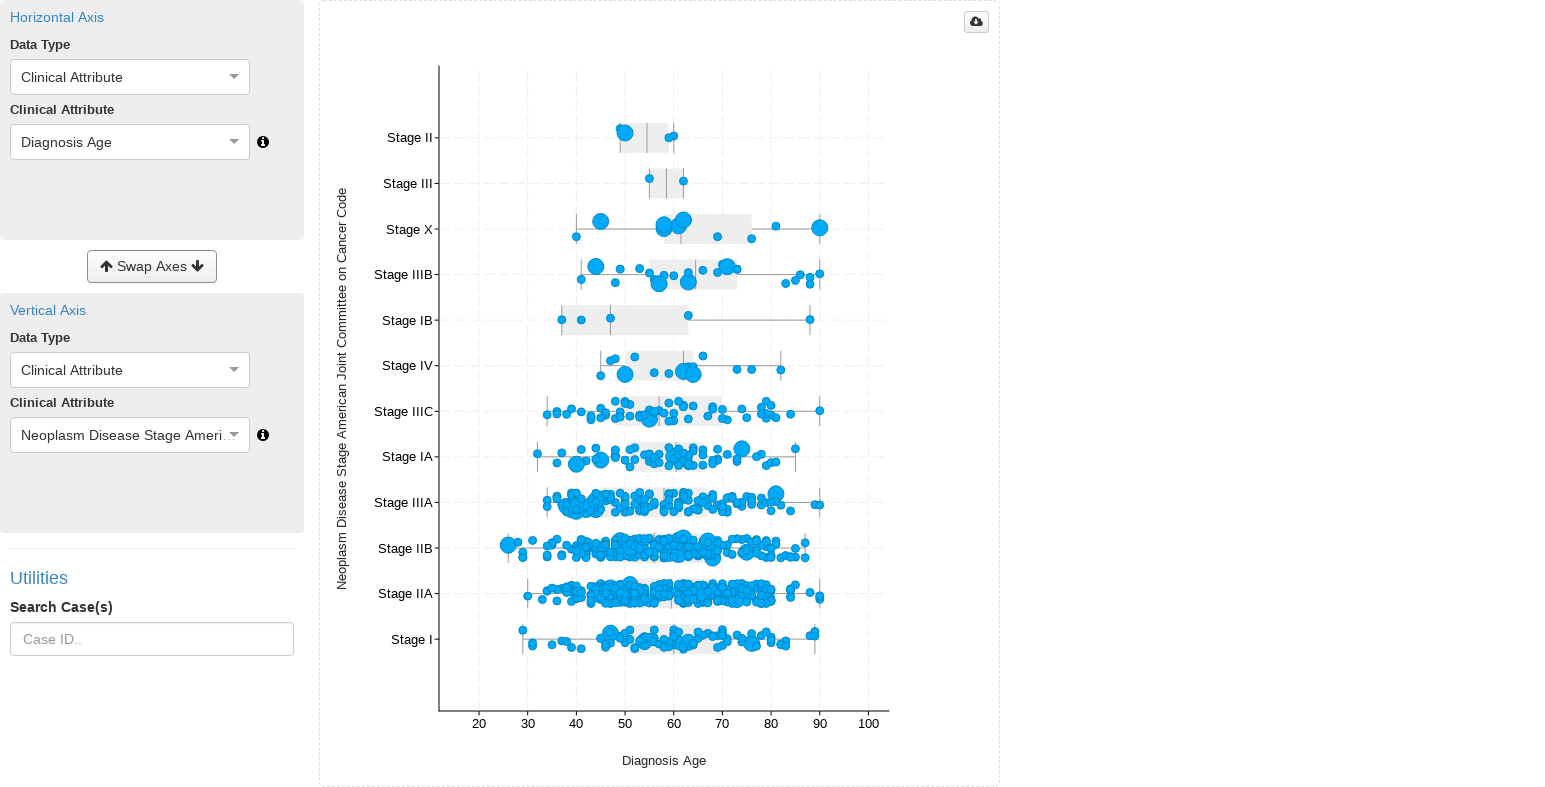 Horizontal Axis
Data Type
Clinical Attribute
Clinical Attribute
Diagnosis Age
Swap Axes
Vertical Axis
Data Type
Clinical Attribute
Clinical Attribute
Neoplasm Disease Stage Ameri...
Utilities
Search Case(s)
Case ID..
Neoplasm Disease Stage American Joint Committee on Cancer Code
Stage II
Stage III
Stage X
Stage IIIB
Stage IB
Stage IV
Stage IIIC
Stage IA
Stage IIIA
Stage IIB
Stage IIA
Stage I
20 30 40 50 60 70 80 90 100
Diagnosis Age